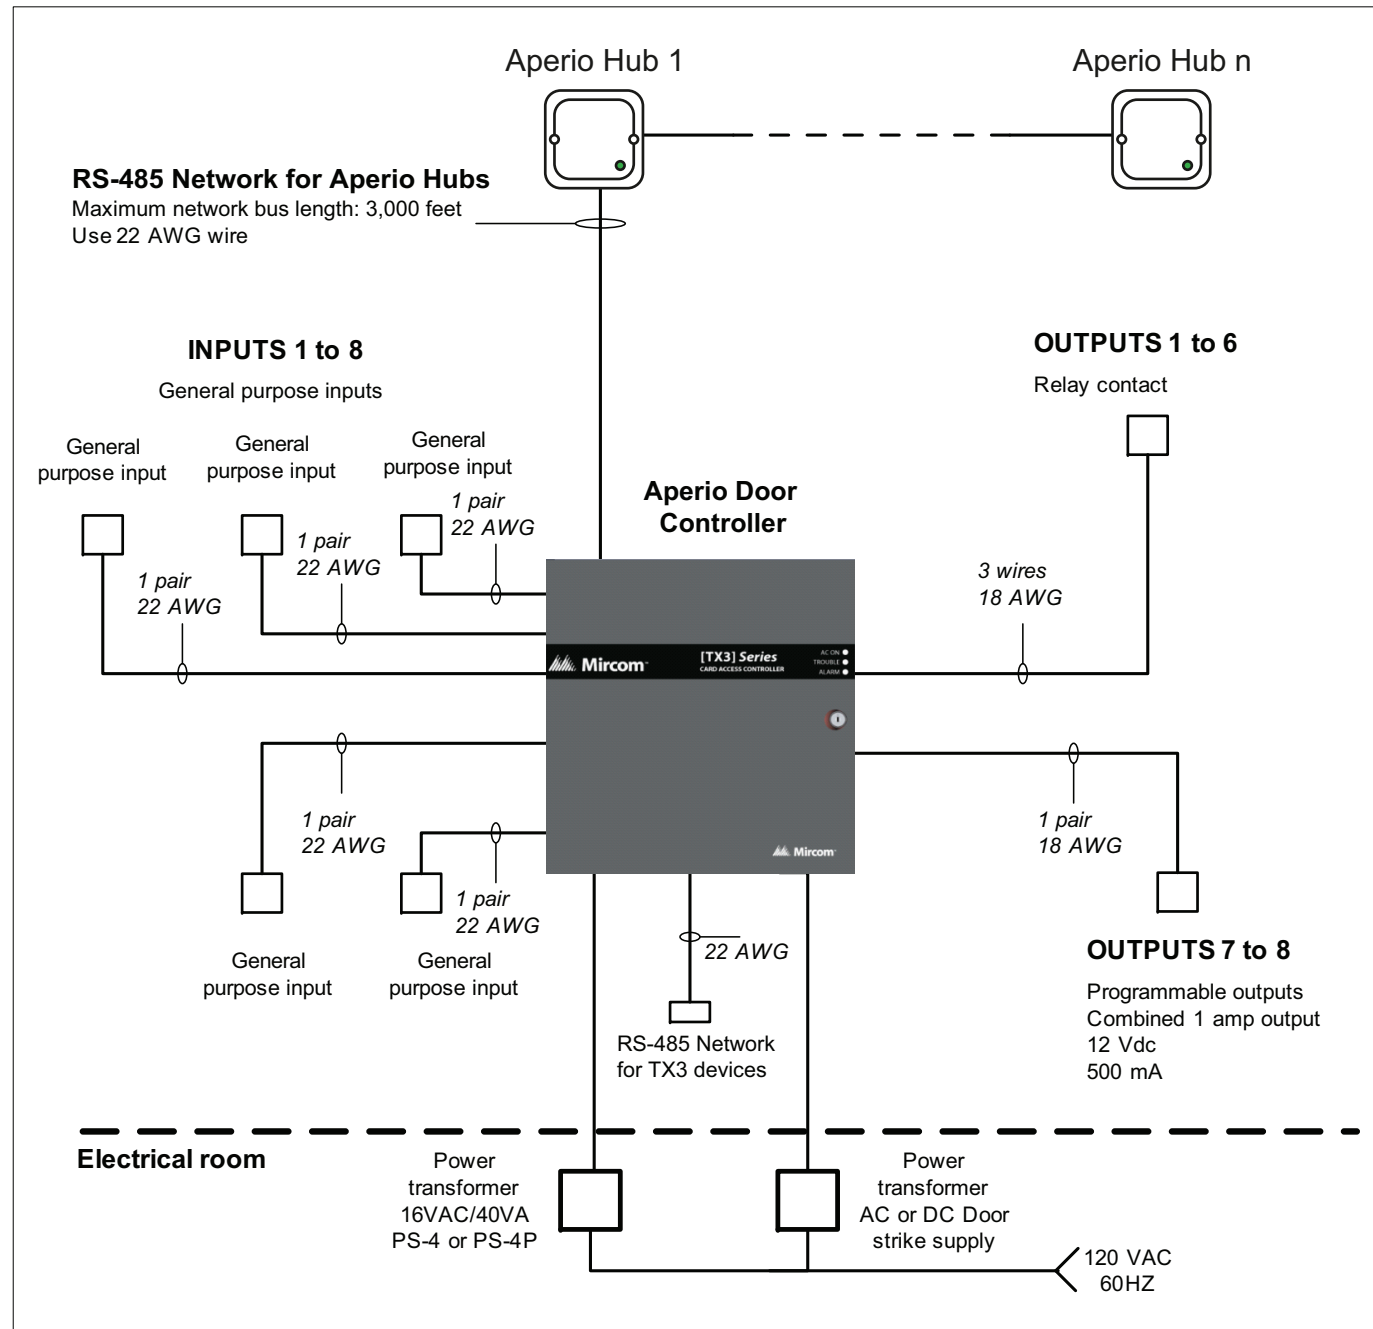 Aperio Hub 1
Aperio Hub n
RS-485 Network for Aperio Hubs
Maximum network bus length: 3,000 feet
Use 22 AWG wire
INPUTS 1 to 8
General purpose inputs
OUTPUTS 1 to 6
Relay contact
General
purpose input
General
purpose input
General
purpose input
1 pair
22 AWG
1 pair
22 AWG
1 pair
22 AWG
Aperio Door
Controller
3 wires
18 AWG
Mircom
[TX3] Series
CARD ACCESS CONTROLLER
AC ON
TROUBLE
ALARM
1 pair
22 AWG
1 pair
22 AWG
1 pair
18 AWG
Mircom
General
purpose input
General
purpose input
22 AWG
RS-485 Network
for TX3 devices
OUTPUTS 7 to 8
Programmable outputs
Combined 1 amp output
12 Vdc
500 mA
Electrical room
Power
transformer
16VAC/40VA
PS-4 or PS-4P
Power
transformer
AC or DC Door
strike supply
120 VAC
60HZ